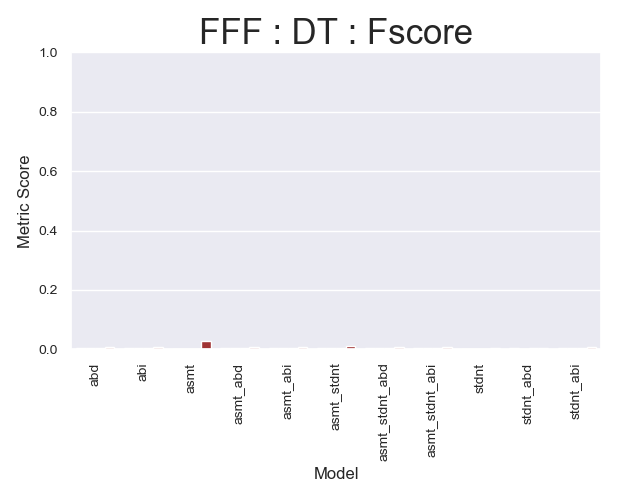 FFF : DT : Fscore
1.0
0.8
0.6
0.4
0.2
0.0
Metric Score
abd
abi
asmt
asmt_abd
asmt_abi
asmt_stdnt
asmt_stdnt_abd
asmt_stdnt_abi
stdnt
stdnt_abd
stdnt_abi
Model